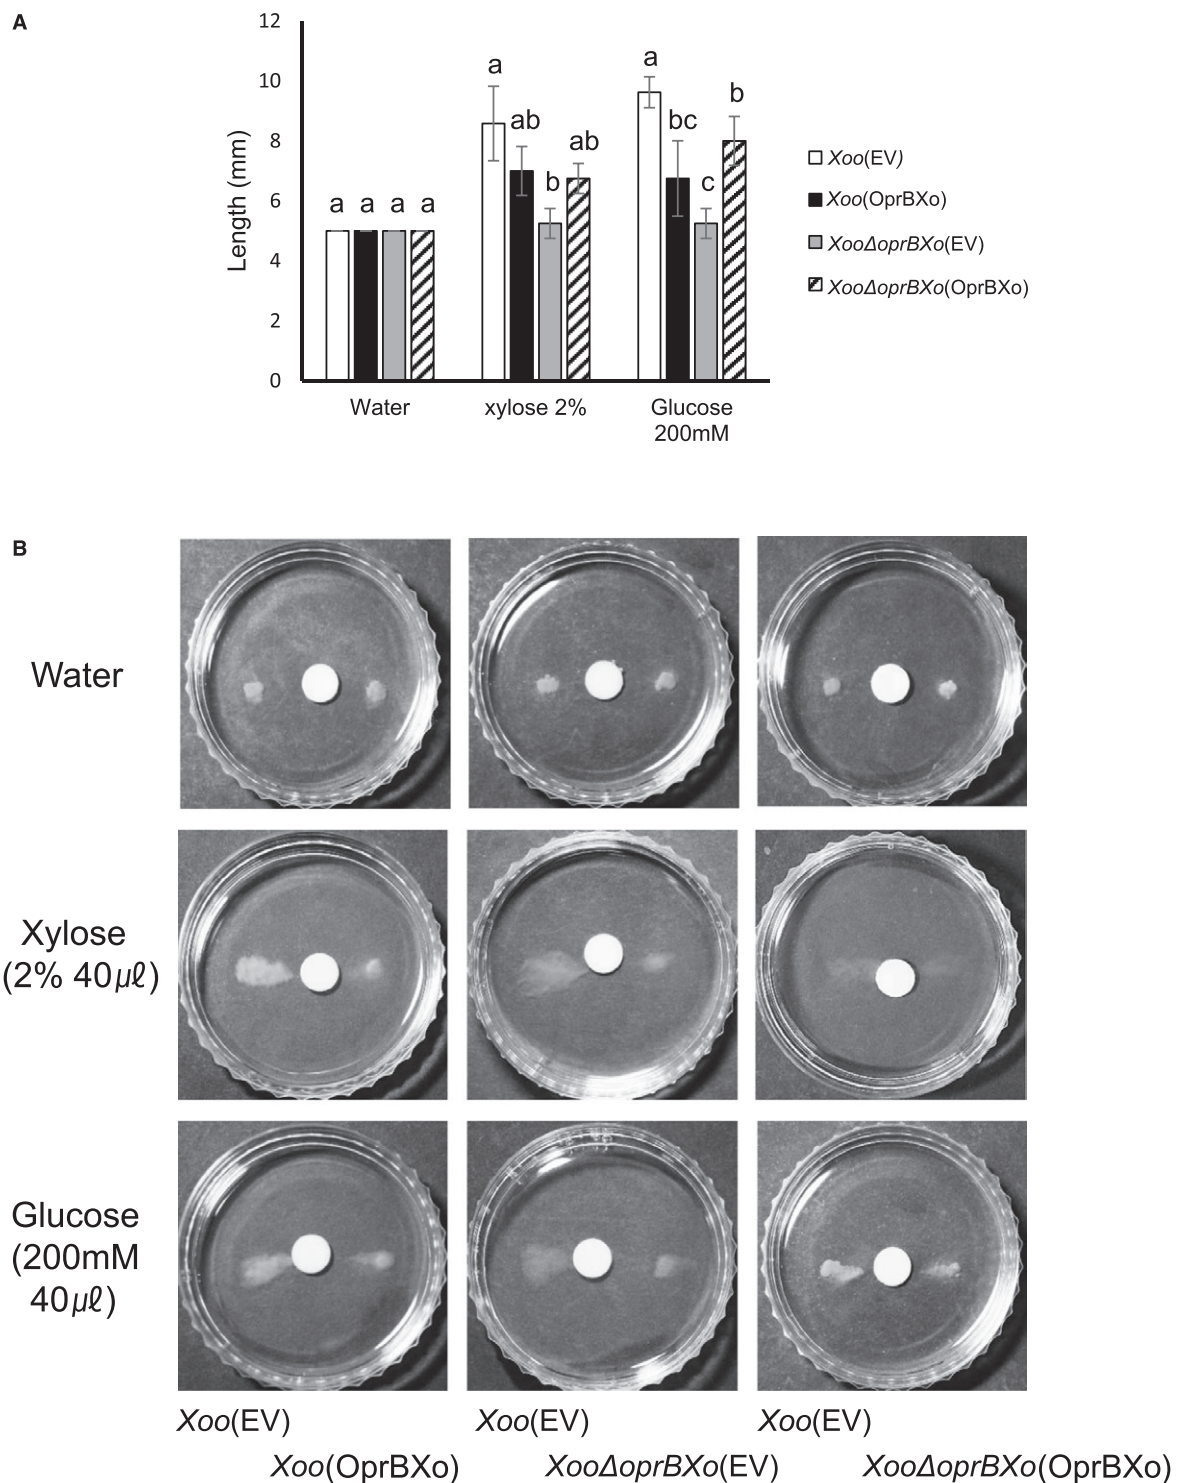 A
12
10
8
6
4
2
0
Length (mm)
a a a a
a ab b ab
a bc c b
Water
xylose 2%
Glucose
200mM
Xoo(EV)
Xoo(OprBXo)
XooΔoprBXo(EV)
XooΔoprBXo(OprBXo)
B
Water
Xylose
(2% 40㎕)
Glucose
(200mM
40㎕)
Xoo(EV) Xoo(EV) Xoo(EV)
Xoo(OprBXo) XooΔoprBXo(EV) XooΔoprBXo(OprBXo)